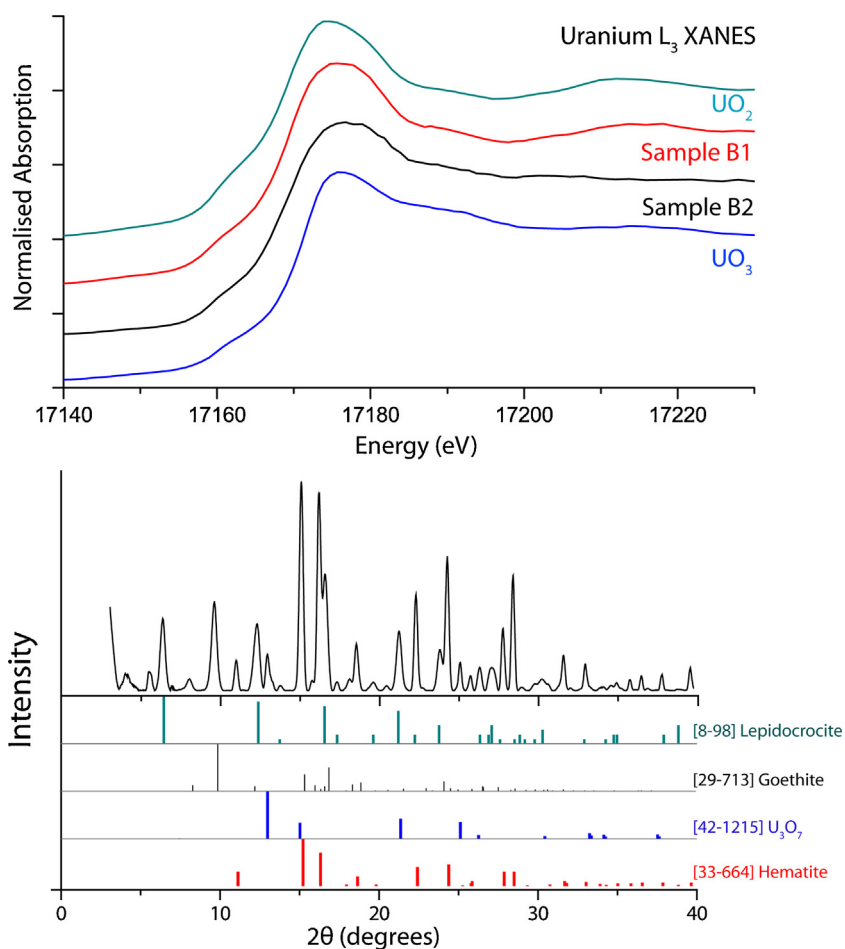 Uranium L₃ XANES
UO₂
Sample B1
Sample B2
UO₃
Normalised Absorption
17140 17160 17180 17200 17220
Energy (eV)
Intensity
[8-98] Lepidocrocite
[29-713] Goethite
[42-1215] U₃O₇
[33-664] Hematite
0 10 20 30 40
2θ (degrees)